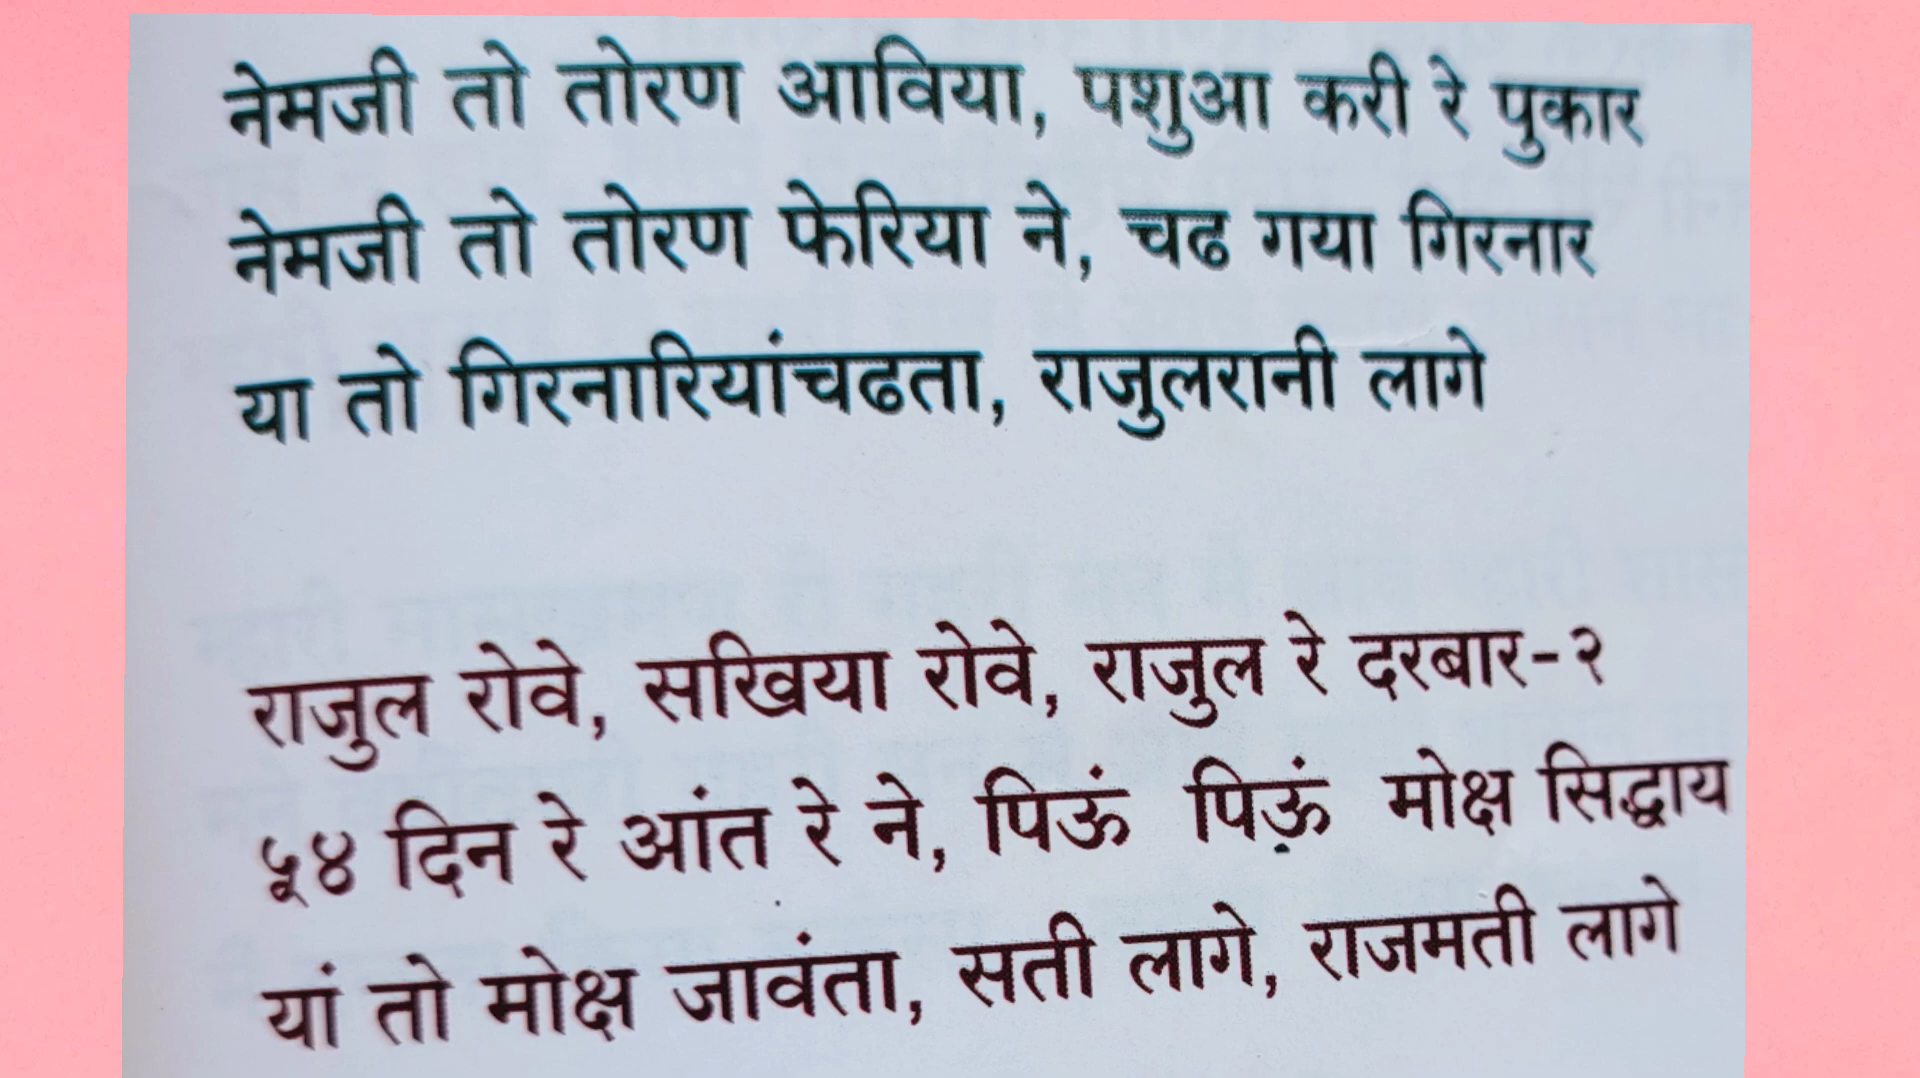 नेमजी तो तोरण आविया, पशुआ करी रे पुकार
नेमजी तो तोरण फेरिया ने, चढ गया गिरनार
या तो गिरनारियांचढता, राजुलरानी लागे
राजुल रोवे, सखिया रोवे, राजुल रे दरबार-२
५४ दिन रे आंत रे ने, पिऊं पिऊं मोक्ष सिद्धाय
यां तो मोक्ष जावंता, सती लागे, राजमती लागे